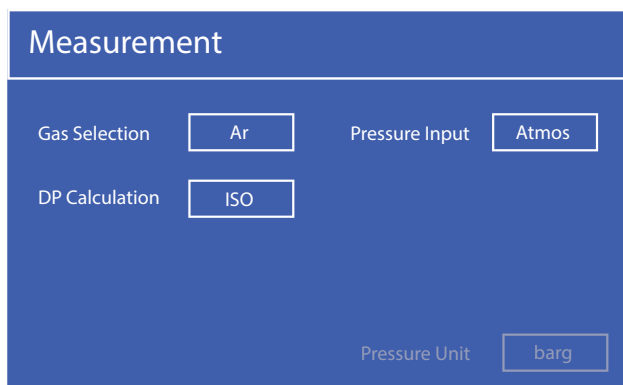 Measurement
Gas Selection Ar Pressure Input Atmos
DP Calculation ISO
Pressure Unit barg